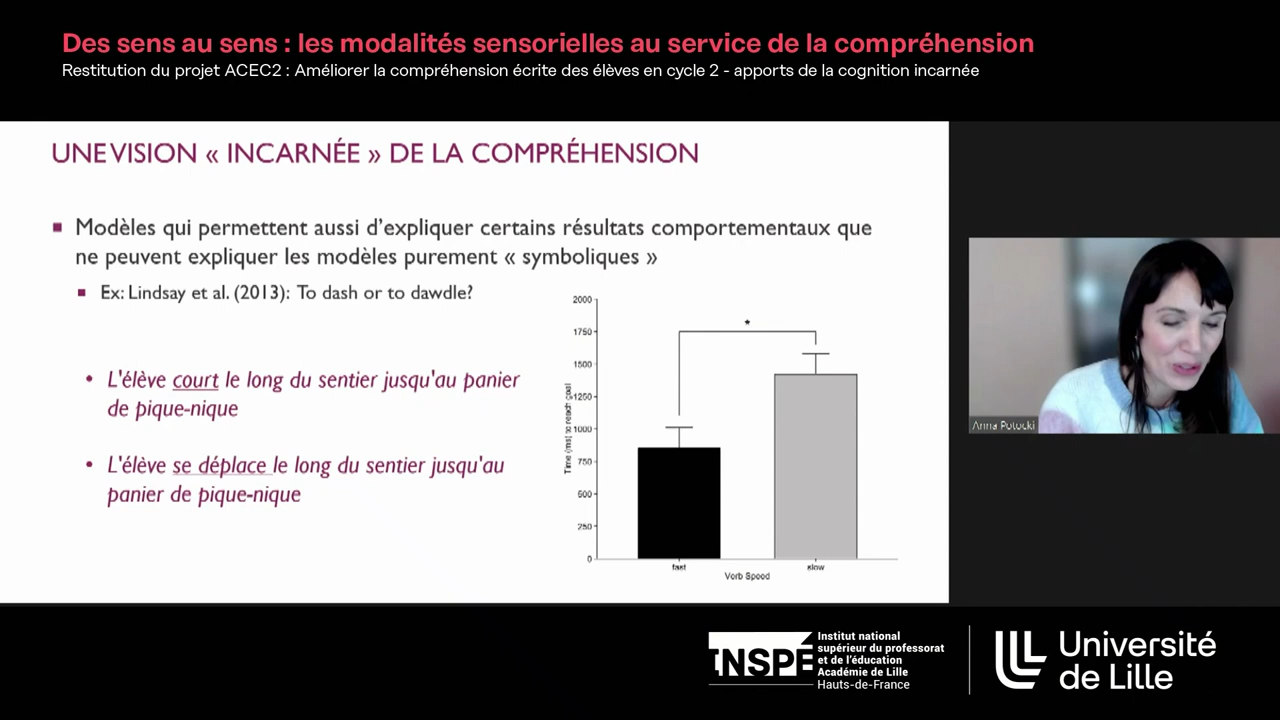 Des sens au sens : les modalités sensorielles au service de la compréhension
Restitution du projet ACEC2 : Améliorer la compréhension écrite des élèves en cycle 2 - apports de la cognition incarnée
UNE VISION « INCARNÉE » DE LA COMPRÉHENSION
Modèles qui permettent aussi d'expliquer certains résultats comportementaux que
ne peuvent expliquer les modèles purement « symboliques »
Ex: Lindsay et al. (2013): To dash or to dawdle?
L'élève court le long du sentier jusqu'au panier
de pique-nique
L'élève se déplace le long du sentier jusqu'au
panier de pique-nique
Time (ms) to reach goal
2000
1750
1500
1250
1000
750
500
250
0
*
fast
slow
Verb Speed
Anna Potocki
INSPÉ
Institut national
supérieur du professorat
et de l'éducation
Académie de Lille
Hauts-de-France
Université
de Lille